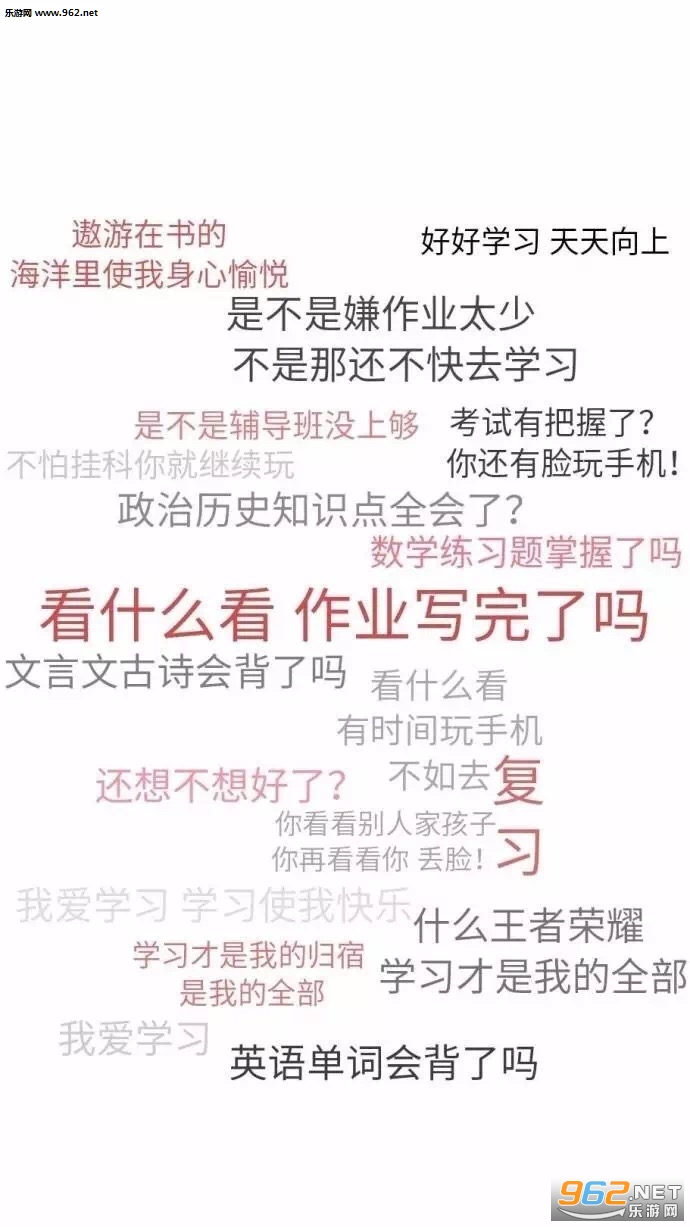 乐游网 www.962.net
遨游在书的
海洋里使我身心愉悦
好好学习 天天向上
是不是嫌作业太少
不是那还不快去学习
是不是辅导班没上够
不怕挂科你就继续玩
考试有把握了?
你还有脸玩手机!
政治历史知识点全会了?
数学练习题掌握了吗
看什么看 作业写完了吗
文言文古诗会背了吗
看什么看
有时间玩手机
不如去复习
还想不想好了?
你看看别人家孩子
你再看看你 丢脸!
我爱学习 学习使我快乐
什么王者荣耀
学习才是我的全部
学习才是我的归宿
是我的全部
我爱学习
英语单词会背了吗
962.NET
乐游网